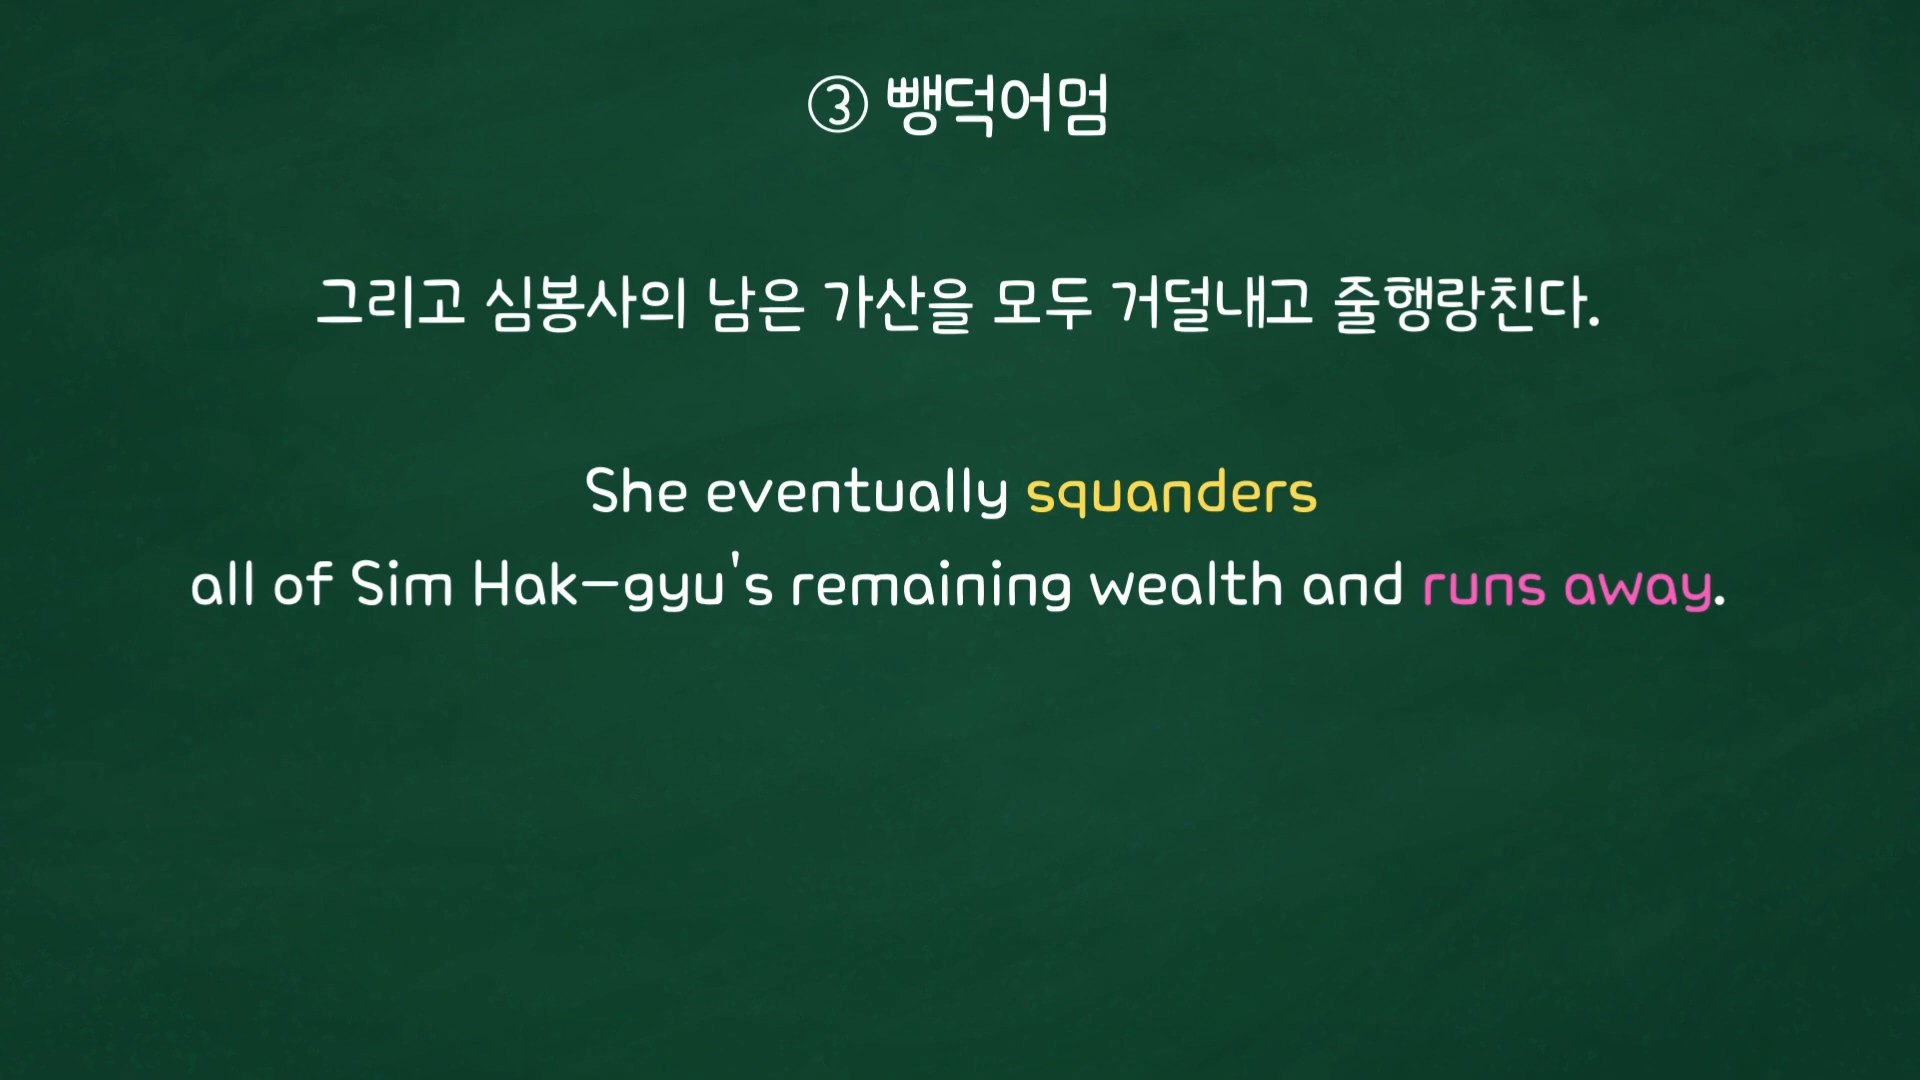 ③ 뺑덕어멈
그리고 심봉사의 남은 가산을 모두 거덜내고 줄행랑친다.
She eventually squanders
all of Sim Hak-gyu's remaining wealth and runs away.